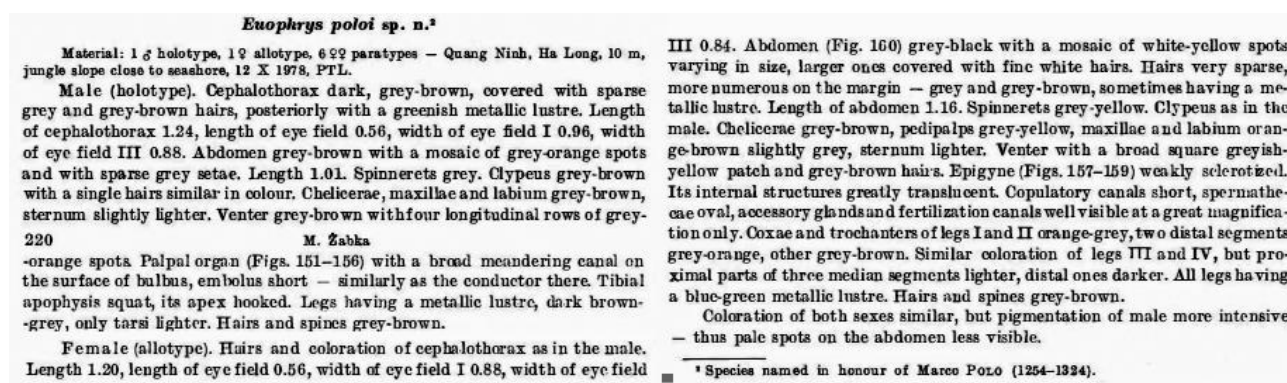 Euophrys poloi sp. n.²
Material: 1 ♂ holotype, 1♀ allotype, 6♀♀ paratypes — Quang Ninh, Ha Long, 10 m,
jungle slope close to seashore, 12 X 1978, PTL.
Male (holotype). Cephalothorax dark, grey-brown, covered with sparse
grey and grey-brown hairs, posteriorly with a greenish metallic lustre. Length
of cephalothorax 1.24, length of eye field 0.56, width of eye field I 0.96, width
of eye field III 0.88. Abdomen grey-brown with a mosaic of grey-orange spots
and with sparse grey setae. Length 1.01. Spinnerets grey. Clypeus grey-brown
with a single hairs similar in colour. Chelicerae, maxillae and labium grey-brown,
sternum slightly lighter. Venter grey-brown withfour longitudinal rows of grey-
220 M. Żabka
-orange spots. Palpal organ (Figs. 151–156) with a broad meandering canal on
the surface of bulbus, embolus short — similarly as the conductor there. Tibial
apophysis squat, its apex hooked. Legs having a metallic lustre, dark brown-
-grey, only tarsi lighter. Hairs and spines grey-brown.
Female (allotype). Hairs and coloration of cephalothorax as in the male.
Length 1.20, length of eye field 0.56, width of eye field I 0.88, width of eye field
III 0.84. Abdomen (Fig. 160) grey-black with a mosaic of white-yellow spots
varying in size, larger ones covered with fine white hairs. Hairs very sparse,
more numerous on the margin — grey and grey-brown, sometimes having a me-
tallic lustre. Length of abdomen 1.16. Spinnerets grey-yellow. Clypeus as in the
male. Chelicerae grey-brown, pedipalps grey-yellow, maxillae and labium oran-
ge-brown slightly grey, sternum lighter. Venter with a broad square greyish-
yellow patch and grey-brown hairs. Epigyne (Figs. 157–159) weakly sclerotized.
Its internal structures greatly translucent. Copulatory canals short, spermathe-
cae oval, accessory glands and fertilization canals well visible at a great magnifica-
tion only. Coxae and trochanters of legs I and II orange-grey, two distal segments
grey-orange, other grey-brown. Similar coloration of legs III and IV, but pro-
ximal parts of three median segments lighter, distal ones darker. All legs having
a blue-green metallic lustre. Hairs and spines grey-brown.
Coloration of both sexes similar, but pigmentation of male more intensive
— thus pale spots on the abdomen less visible.
² Species named in honour of Marco POLO (1254–1324).